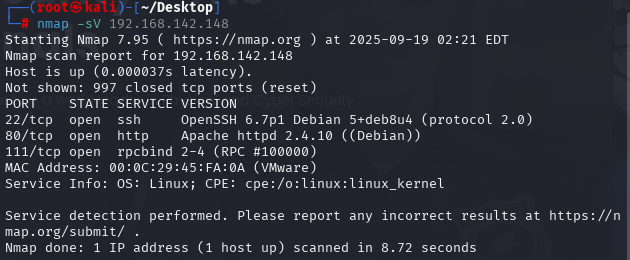 (root㉿kali)-[~/Desktop]
# nmap -sV 192.168.142.148
Starting Nmap 7.95 ( https://nmap.org ) at 2025-09-19 02:21 EDT
Nmap scan report for 192.168.142.148
Host is up (0.000037s latency).
Not shown: 997 closed tcp ports (reset)
PORT    STATE SERVICE VERSION
22/tcp  open  ssh     OpenSSH 6.7p1 Debian 5+deb8u4 (protocol 2.0)
80/tcp  open  http    Apache httpd 2.4.10 ((Debian))
111/tcp open  rpcbind 2-4 (RPC #100000)
MAC Address: 00:0C:29:45:FA:0A (VMware)
Service Info: OS: Linux; CPE: cpe:/o:linux:linux_kernel

Service detection performed. Please report any incorrect results at https://n
map.org/submit/ .
Nmap done: 1 IP address (1 host up) scanned in 8.72 seconds
Cyber Security